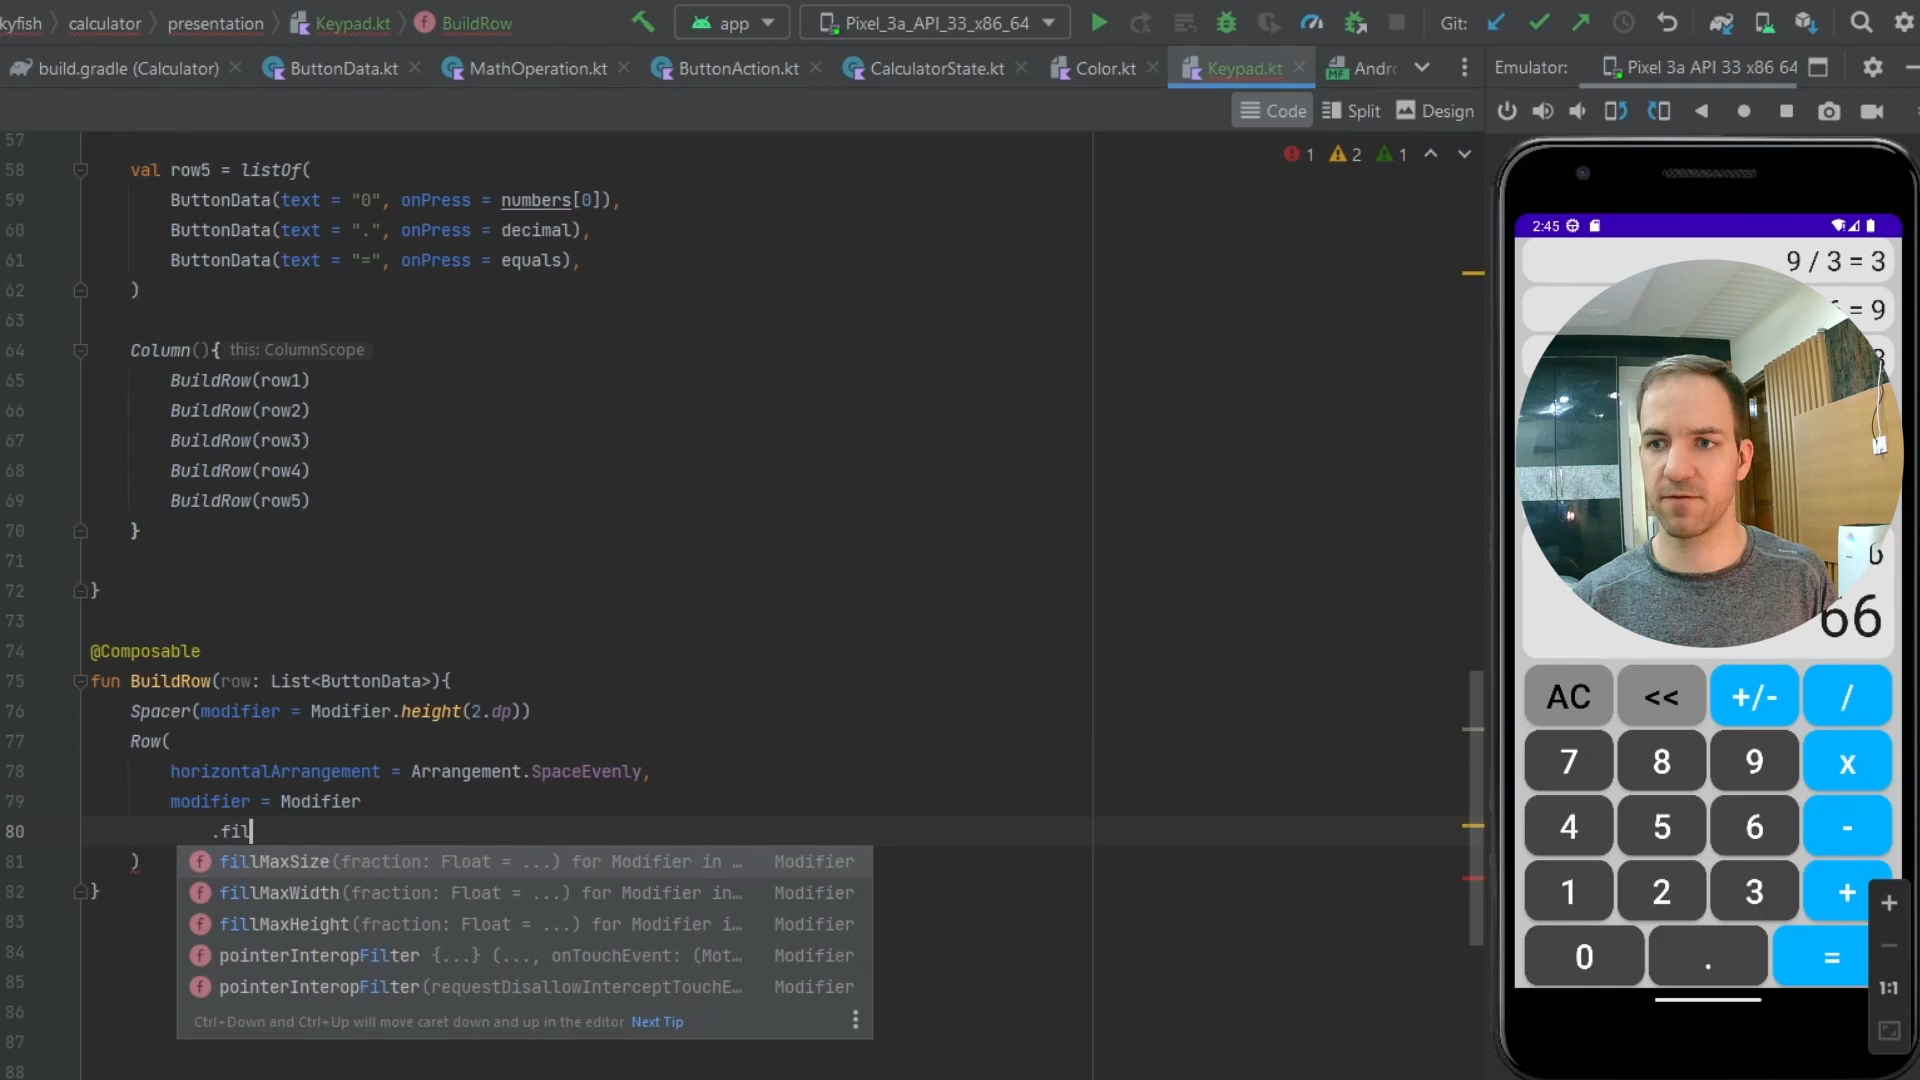 kyfish calculator presentation Keypad.kt BuildRow app Pixel_3a_API_33_x86_64 Git:
build.gradle (Calculator) ButtonData.kt MathOperation.kt ButtonAction.kt CalculatorState.kt Color.kt Keypad.kt Andr Emulator: Pixel 3a API 33 x86 64
Code Split Design
57
58 val row5 = listOf( 1 2 1
59 ButtonData(text = "0", onPress = numbers[0]),
60 ButtonData(text = ".", onPress = decimal),
61 ButtonData(text = "=", onPress = equals),
62 )
63
64 Column(){ this: ColumnScope
65 BuildRow(row1)
66 BuildRow(row2)
67 BuildRow(row3)
68 BuildRow(row4)
69 BuildRow(row5)
70 }
71
72 }
73
74 @Composable
75 fun BuildRow(row: List<ButtonData>){
76 Spacer(modifier = Modifier.height(2.dp))
77 Row(
78 horizontalArrangement = Arrangement.SpaceEvenly,
79 modifier = Modifier
80 .fil
81 )
82 }
83
84
85
86
87
88
fillMaxSize(fraction: Float = ...) for Modifier in … Modifier
fillMaxWidth(fraction: Float = ...) for Modifier in… Modifier
fillMaxHeight(fraction: Float = ...) for Modifier i… Modifier
pointerInteropFilter {...} (..., onTouchEvent: (Mot… Modifier
pointerInteropFilter(requestDisallowInterceptTouchE… Modifier
Ctrl+Down and Ctrl+Up will move caret down and up in the editor Next Tip
2:45
9 / 3 = 3
= 9
66
AC << +/- /
7 8 9 x
4 5 6 -
1 2 3 +
0 . =
1:1